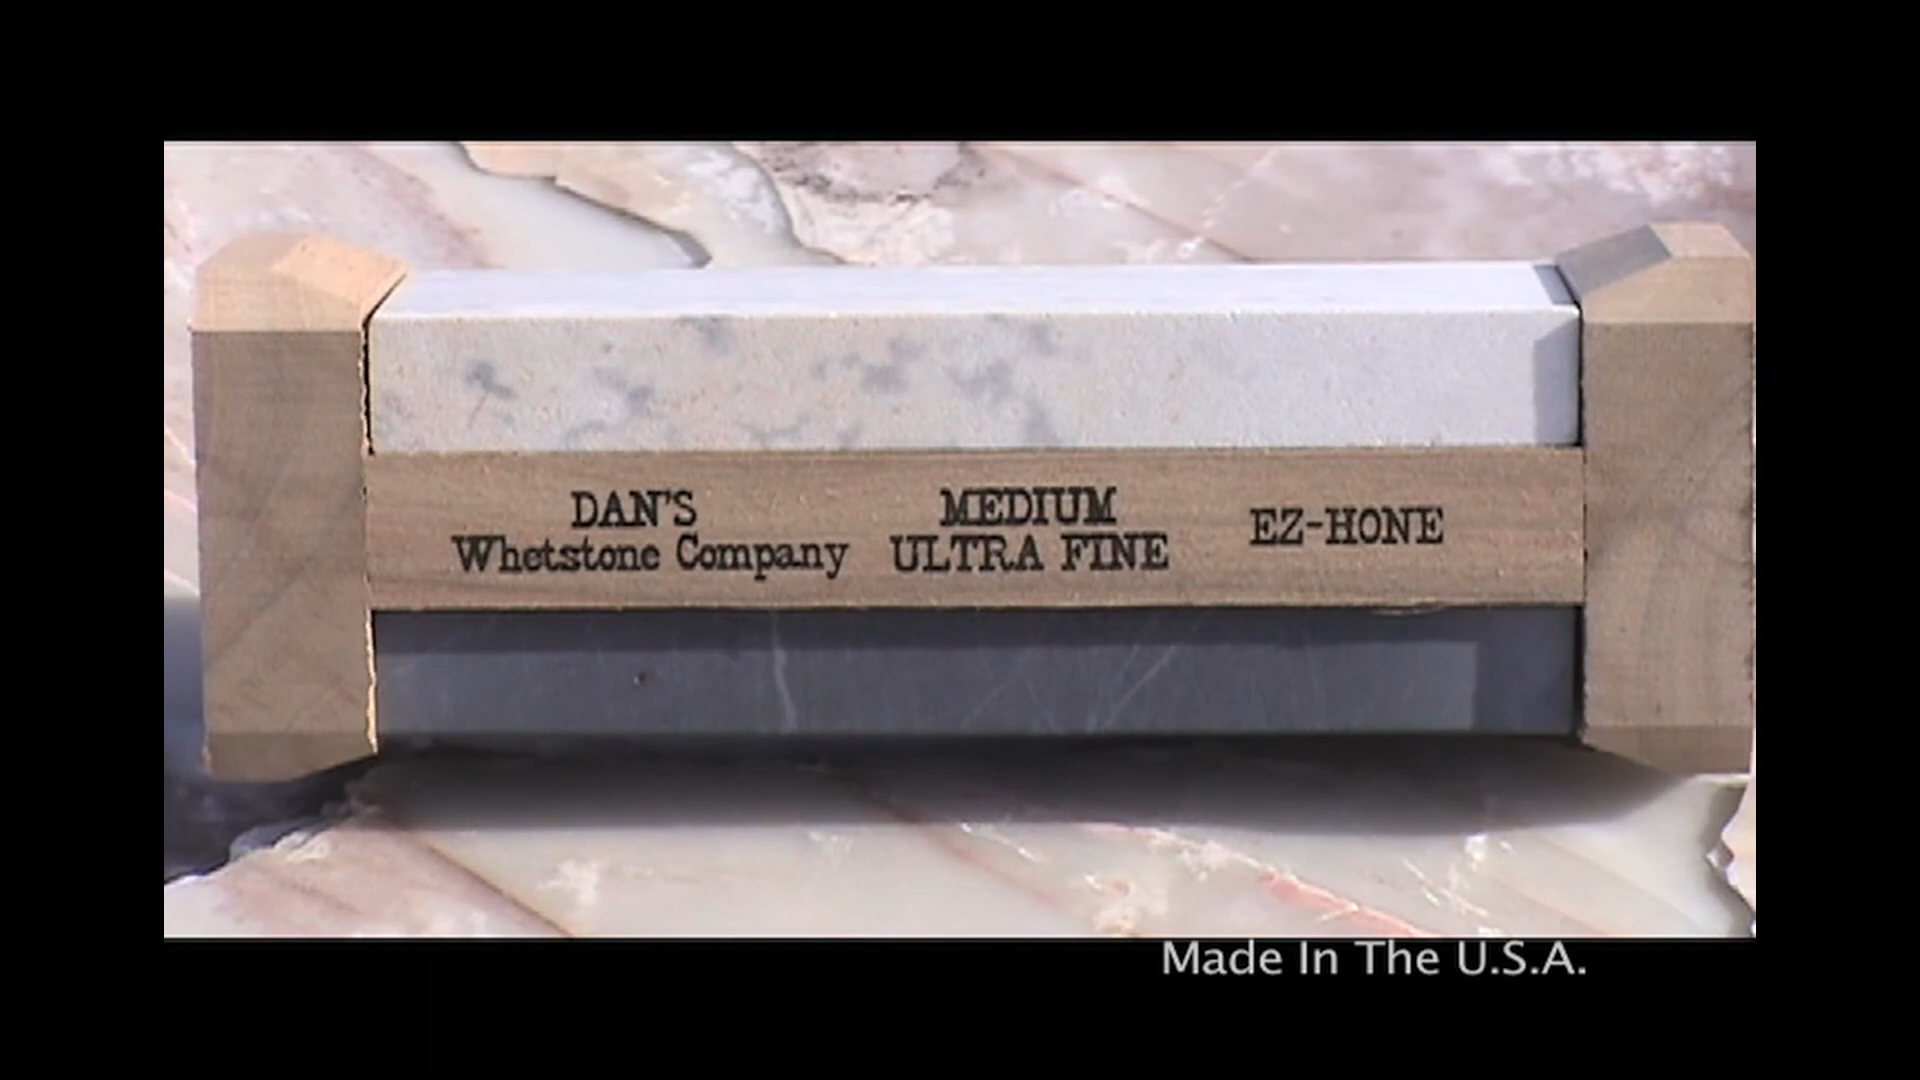 DAN'S
Whetstone Company
MEDIUM
ULTRA FINE
EZ-HONE
Made In The U.S.A.